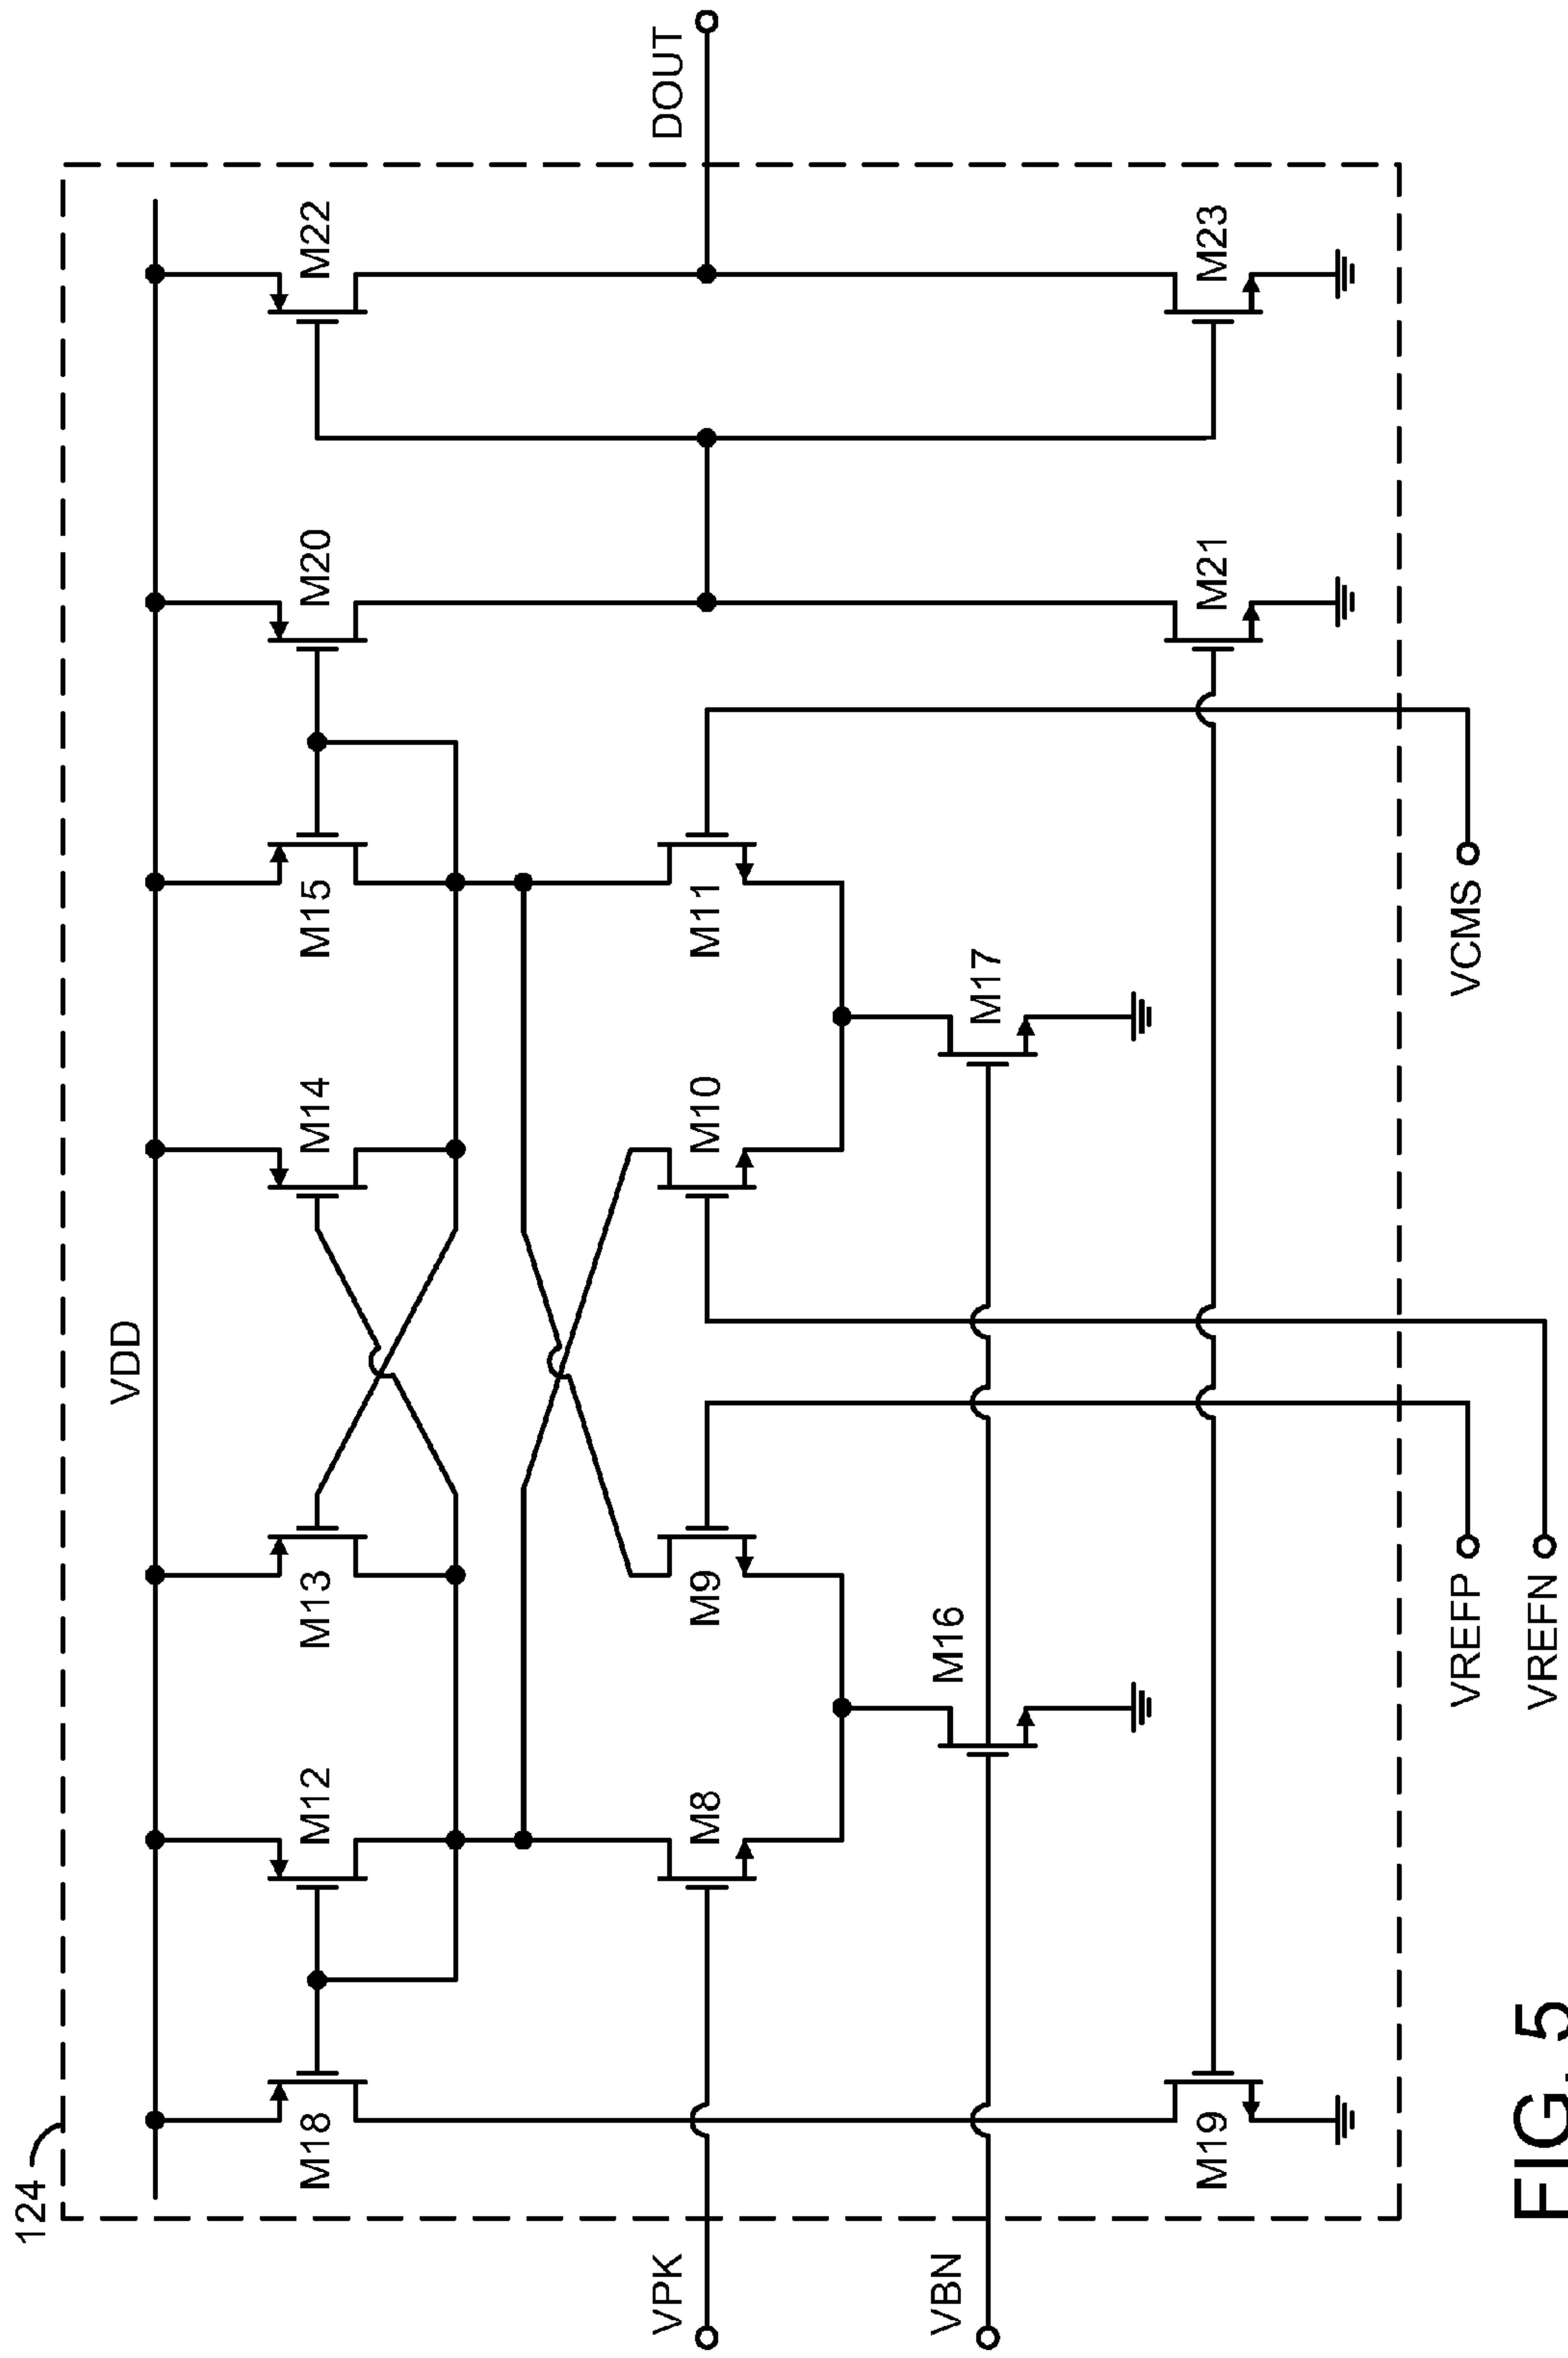 124
VDD
M18
M12
M13
M14
M15
M20
M22
VPK
M8
M9
M10
M11
DOUT
VBN
M16
M17
M19
M21
M23
VREFP
VCMS
VREFN
FIG. 5